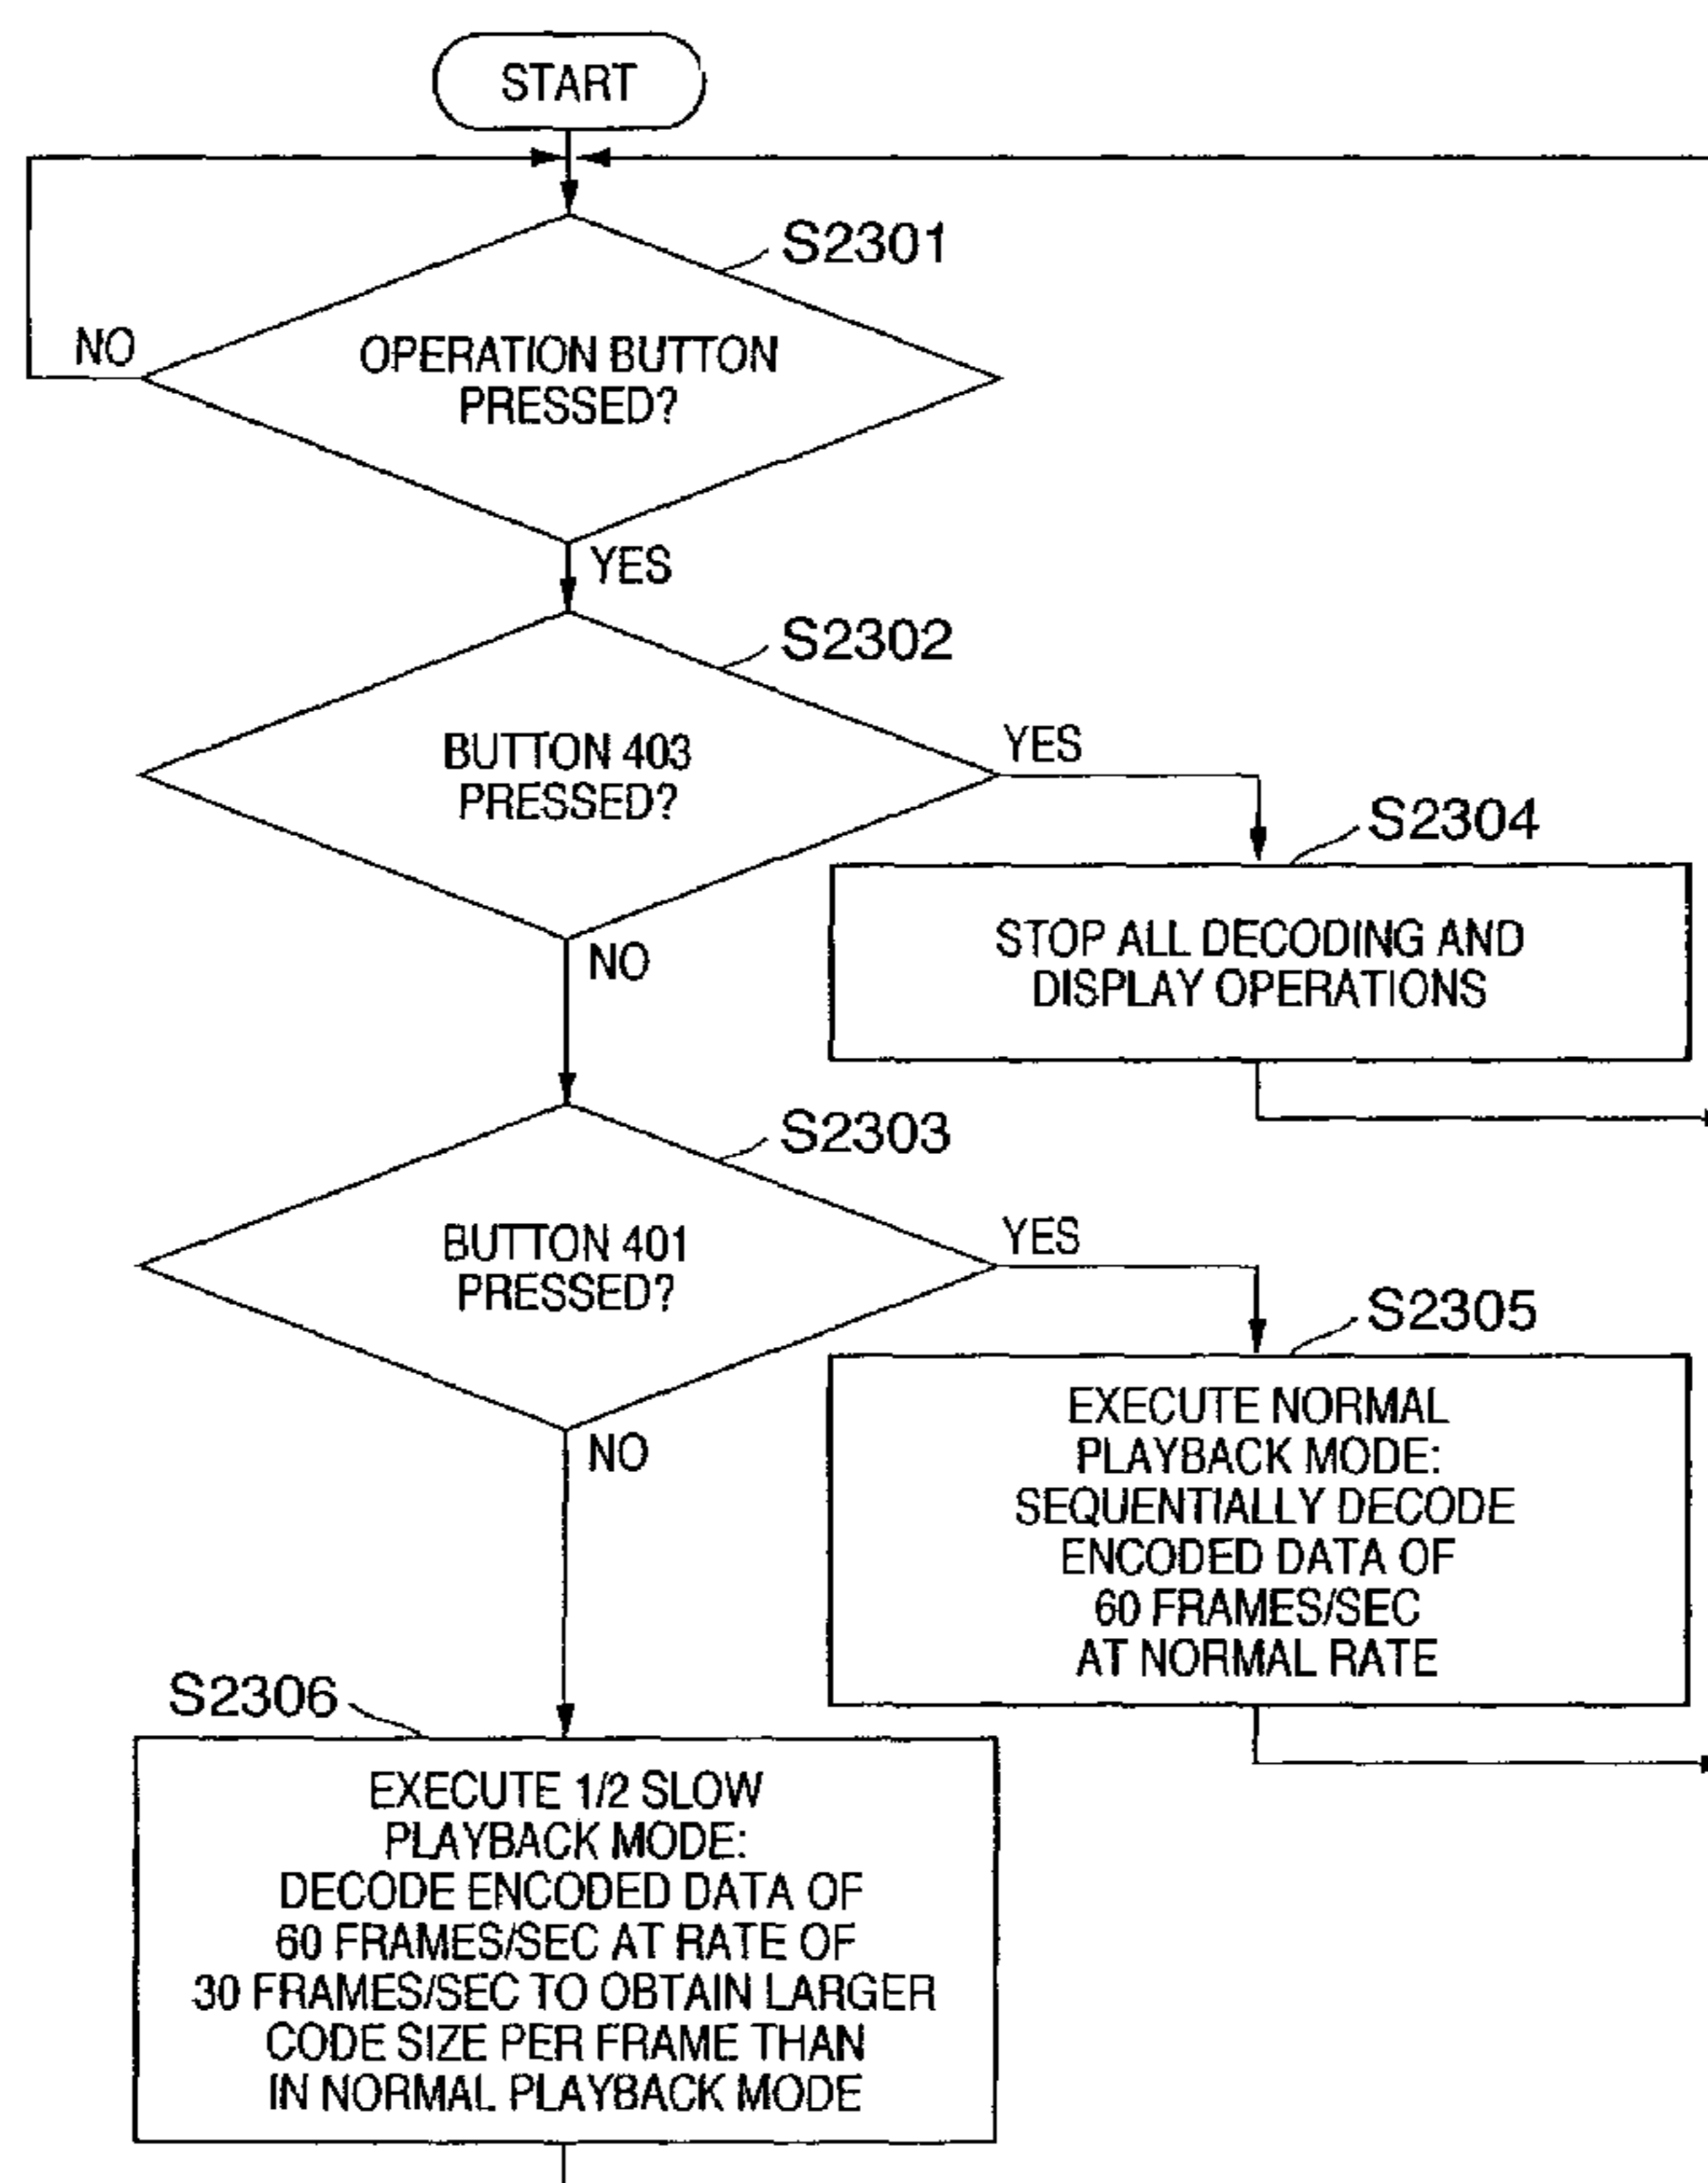 START
S2301
NO
OPERATION BUTTON
PRESSED?
YES
S2302
BUTTON 403
PRESSED?
YES
S2304
STOP ALL DECODING AND
DISPLAY OPERATIONS
NO
S2303
BUTTON 401
PRESSED?
YES
S2305
EXECUTE NORMAL
PLAYBACK MODE:
SEQUENTIALLY DECODE
ENCODED DATA OF
60 FRAMES/SEC
AT NORMAL RATE
NO
S2306
EXECUTE 1/2 SLOW
PLAYBACK MODE:
DECODE ENCODED DATA OF
60 FRAMES/SEC AT RATE OF
30 FRAMES/SEC TO OBTAIN LARGER
CODE SIZE PER FRAME THAN
IN NORMAL PLAYBACK MODE